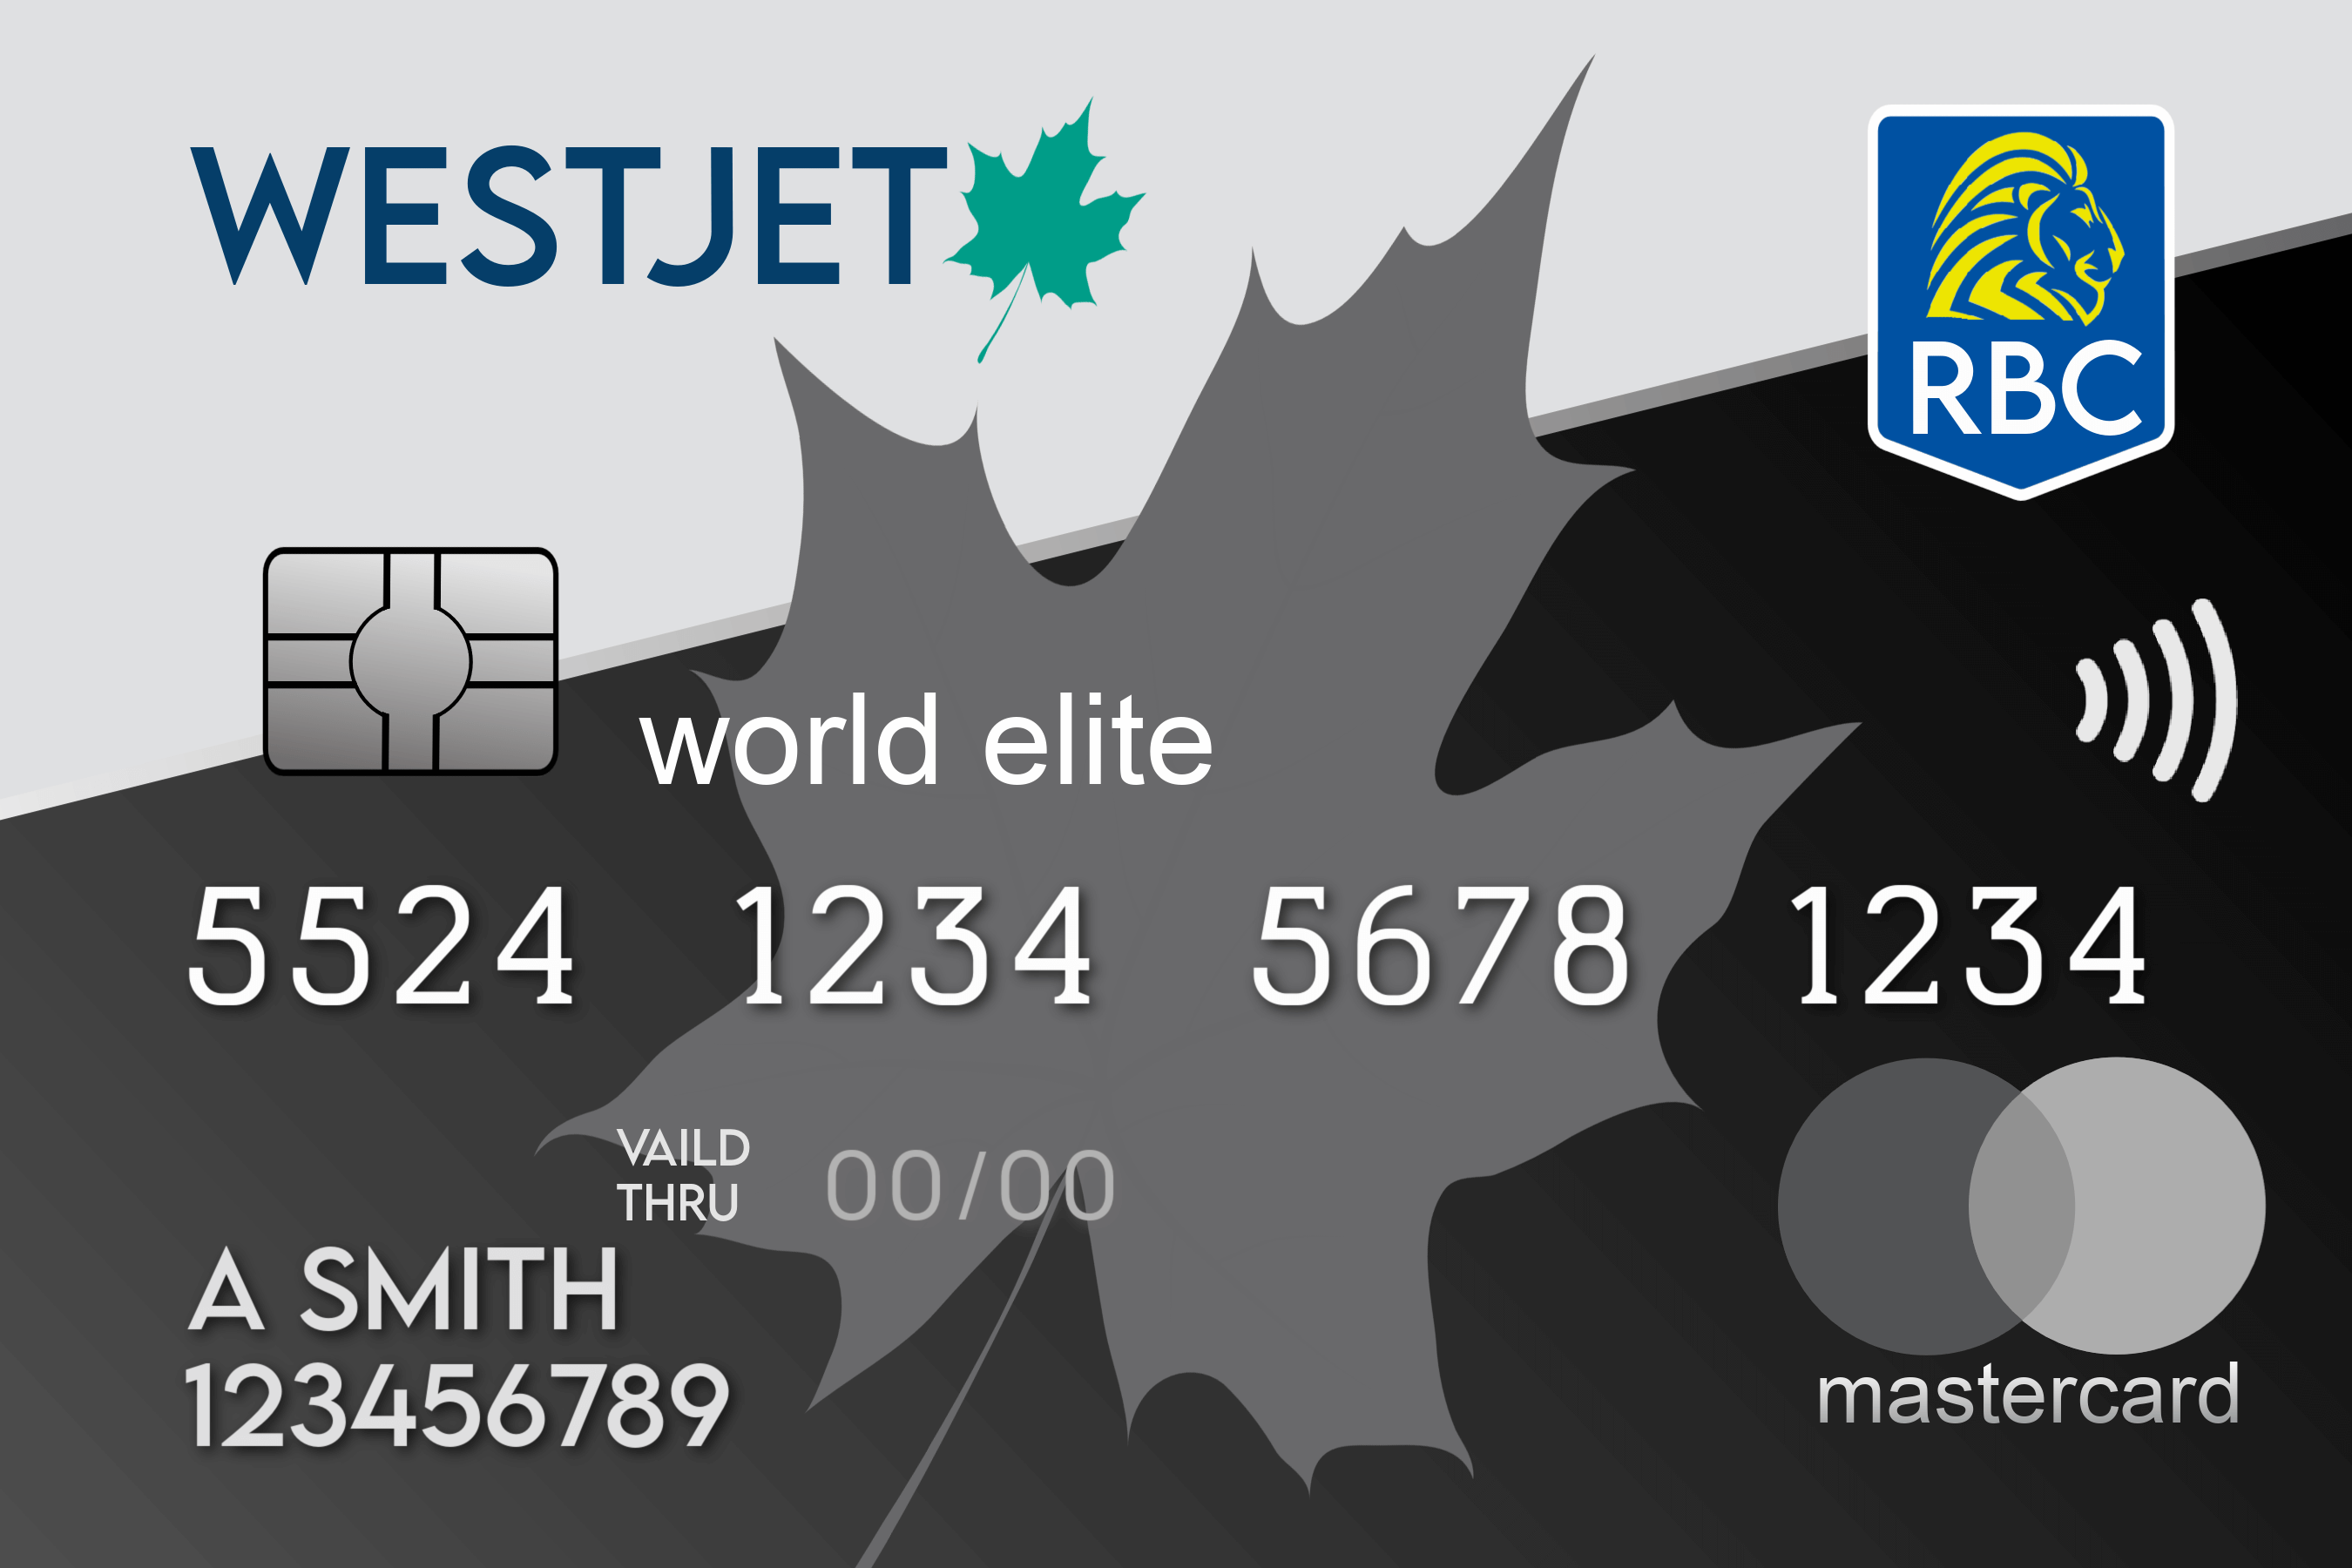 WESTJET
RBC
world elite
5524 1234 5678 1234
VAILD
THRU
00/00
A SMITH
123456789
mastercard